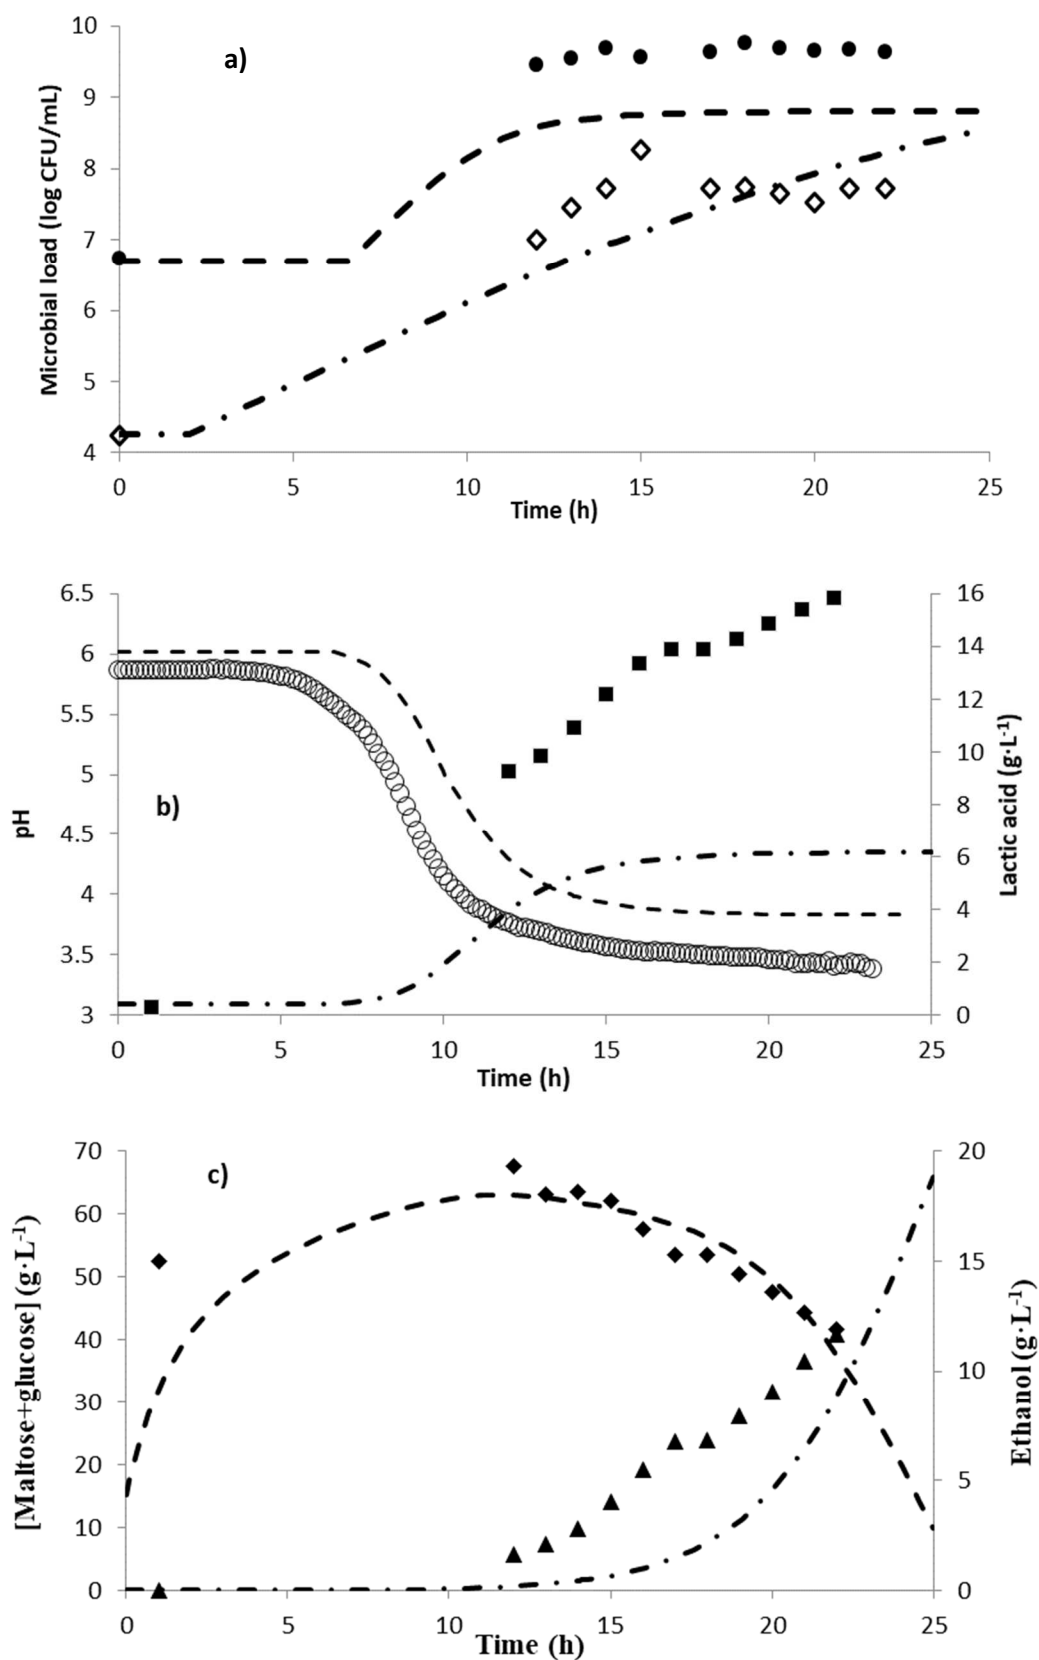 a)
Microbial load (log CFU/mL)
10
9
8
7
6
5
4
0 5 10 15 20 25
Time (h)
b)
pH
6.5
6
5.5
5
4.5
4
3.5
3
Lactic acid (g·L-1)
16
14
12
10
8
6
4
2
0
0 5 10 15 20 25
Time (h)
c)
[Maltose+glucose] (g·L-1)
70
60
50
40
30
20
10
0
Ethanol (g·L-1)
20
15
10
5
0
0 5 10 15 20 25
Time (h)